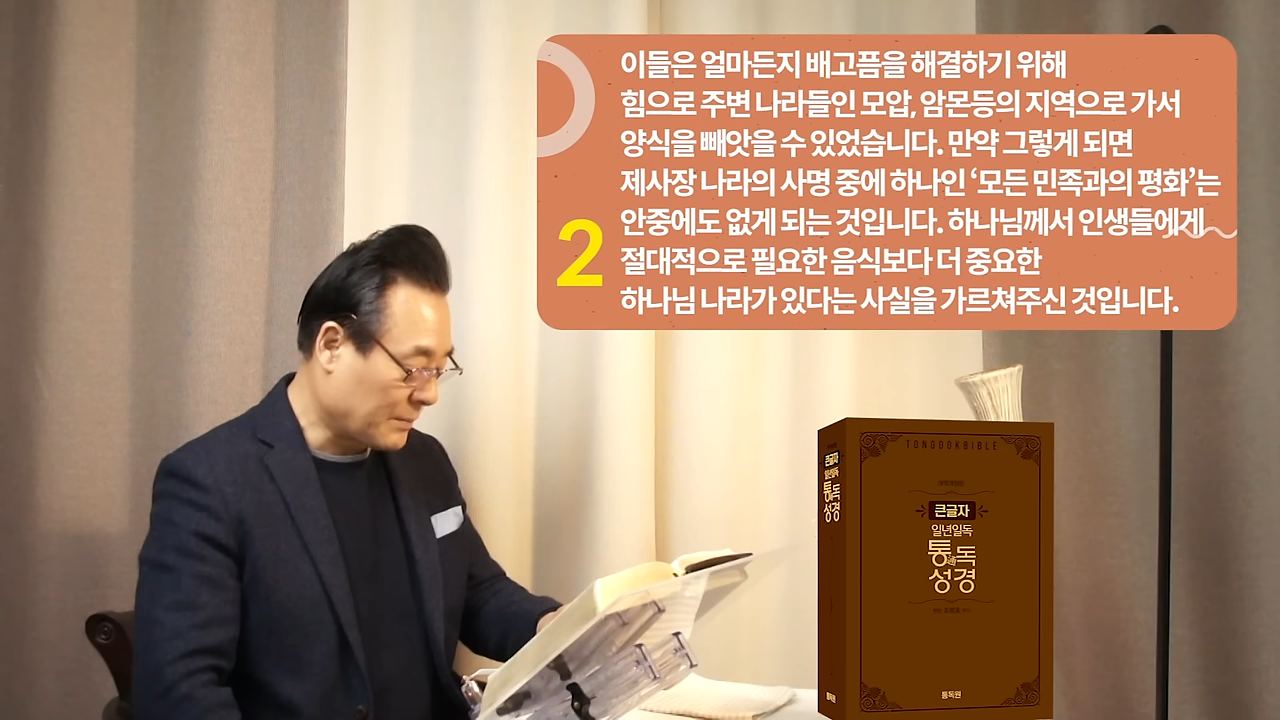 이들은 얼마든지 배고픔을 해결하기 위해
힘으로 주변 나라들인 모압, 암몬등의 지역으로 가서
양식을 빼앗을 수 있었습니다. 만약 그렇게 되면
제사장 나라의 사명 중에 하나인 ‘모든 민족과의 평화’는
안중에도 없게 되는 것입니다. 하나님께서 인생들에게
절대적으로 필요한 음식보다 더 중요한
하나님 나라가 있다는 사실을 가르쳐주신 것입니다.
2
TONGDOKBIBLE
큰글자
일년일독
통독
성경
통독원
큰글자
일년일독
통독
성경
통독원